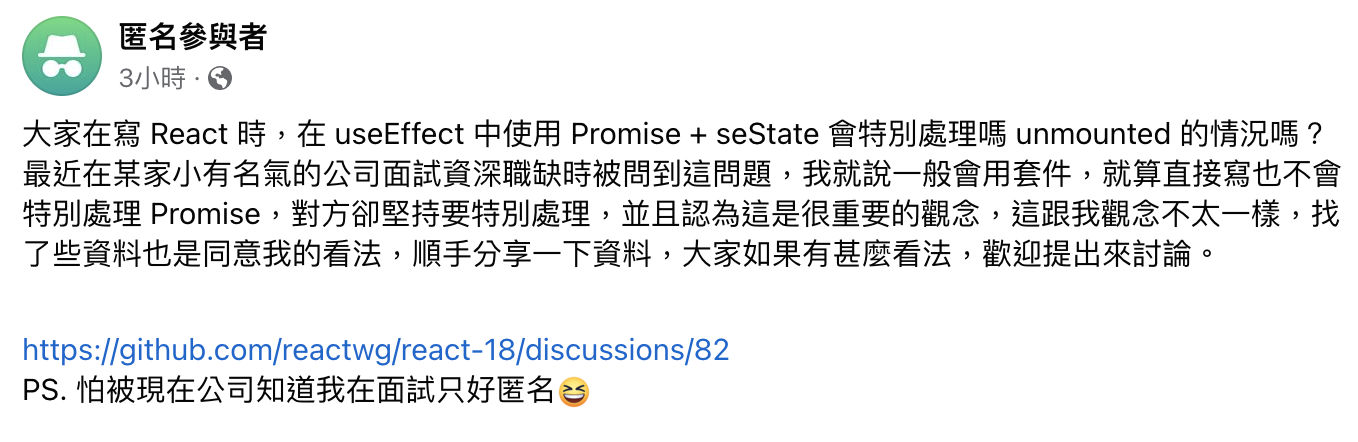 匿名參與者
3小時 ·
大家在寫 React 時，在 useEffect 中使用 Promise + seState 會特別處理嗎 unmounted 的情況嗎？
最近在某家小有名氣的公司面試資深職缺時被問到這問題，我就說一般會用套件，就算直接寫也不會
特別處理 Promise，對方卻堅持要特別處理，並且認為這是很重要的觀念，這跟我觀念不太一樣，找
了些資料也是同意我的看法，順手分享一下資料，大家如果有甚麼看法，歡迎提出來討論。
https://github.com/reactwg/react-18/discussions/82
PS. 怕被現在公司知道我在面試只好匿名😆